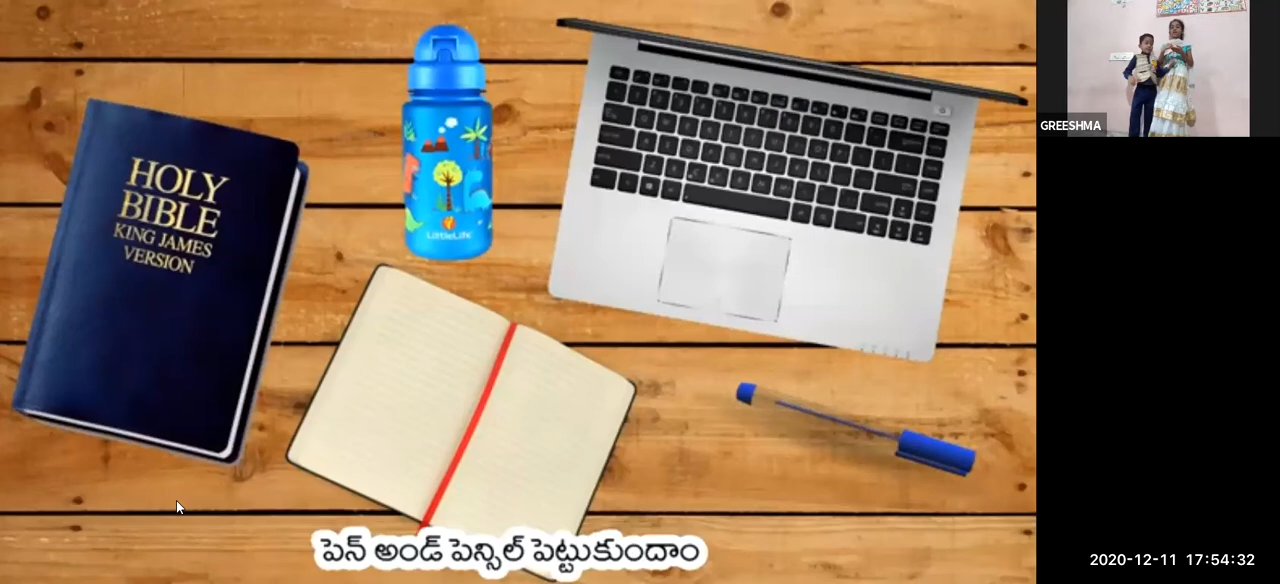 HOLY
BIBLE
KING JAMES
VERSION
LittleLife
పెన్ అండ్ పెన్సిల్ పెట్టుకుందాం
GREESHMA
2020-12-11 17:54:32